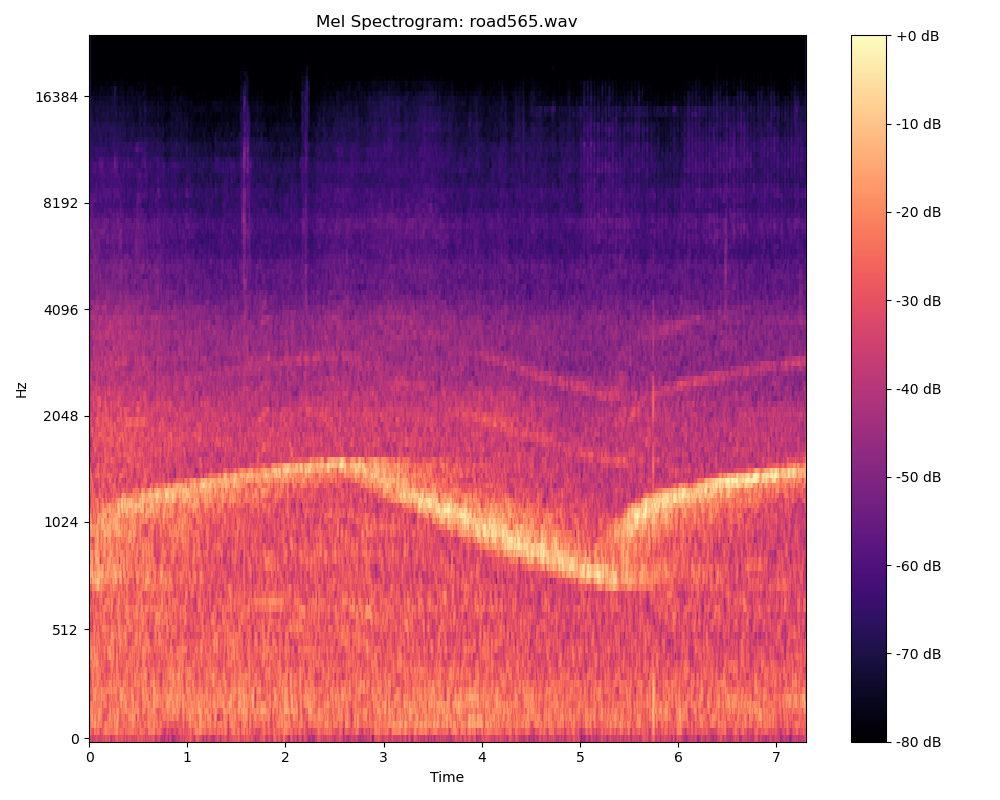 Mel Spectrogram: road565.wav
Hz
16384
8192
4096
2048
1024
512
0
0 1 2 3 4 5 6 7
Time
+0 dB
-10 dB
-20 dB
-30 dB
-40 dB
-50 dB
-60 dB
-70 dB
-80 dB